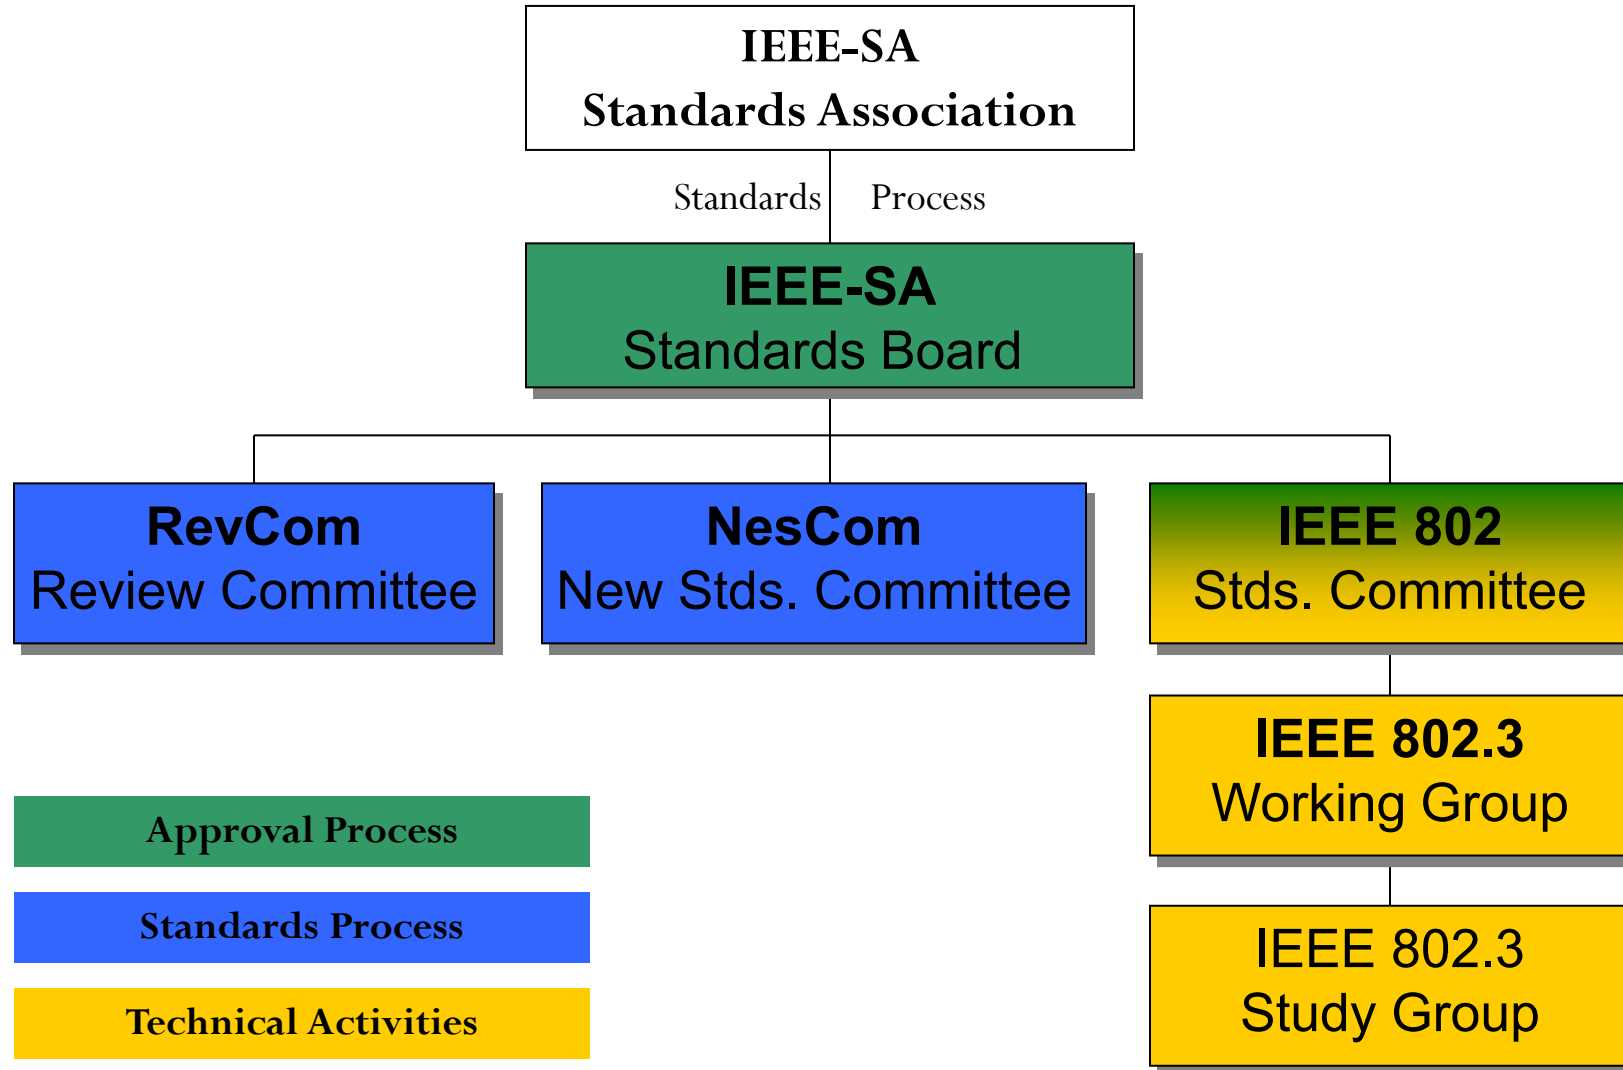 IEEE-SA
Standards Association
Standards Process
IEEE-SA
Standards Board
RevCom
Review Committee
NesCom
New Stds. Committee
IEEE 802
Stds. Committee
IEEE 802.3
Working Group
IEEE 802.3
Study Group
Approval Process
Standards Process
Technical Activities